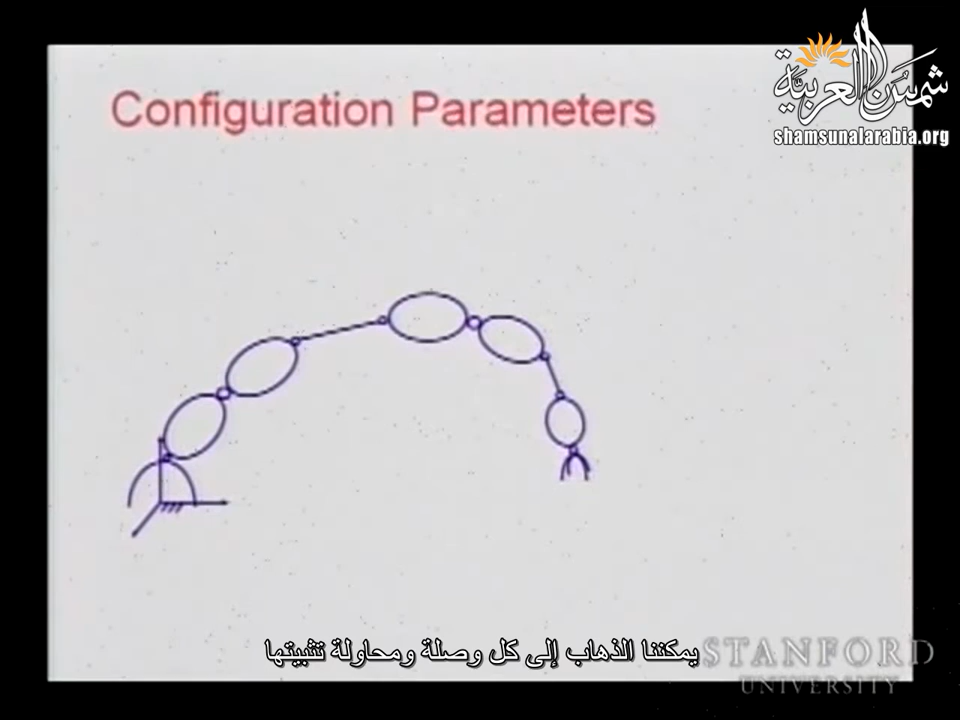 شمس العربية
shamsunalarabia.org
Configuration Parameters
يمكننا الذهاب إلى كل وصلة ومحاولة تثبيتها
STANFORD
UNIVERSITY